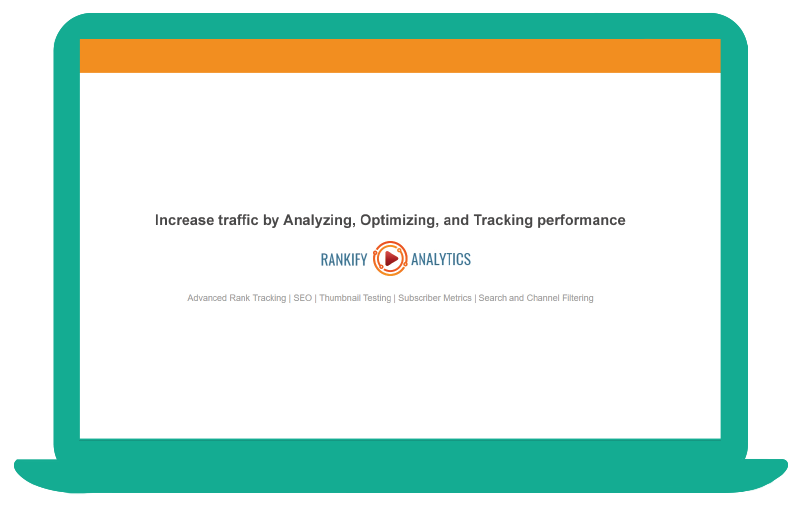 Increase traffic by Analyzing, Optimizing, and Tracking performance
RANKIFY ANALYTICS
Advanced Rank Tracking | SEO | Thumbnail Testing | Subscriber Metrics | Search and Channel Filtering